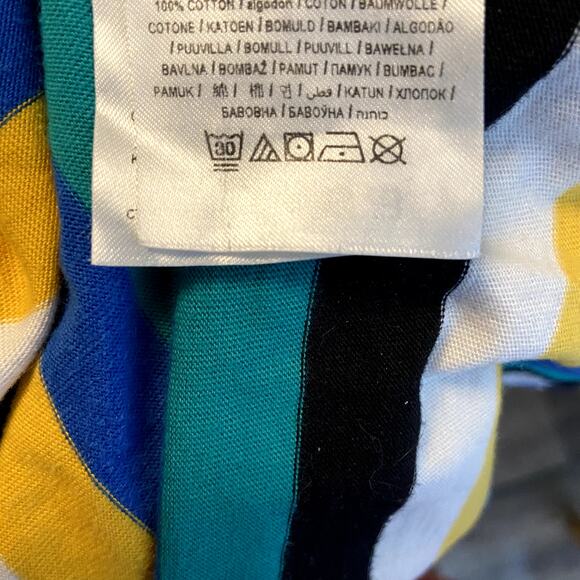 100% COTTON / algodón / COTON / BAUMWOLLE /
COTONE / KATOEN / BOMULD / BAMBAKI / ALGODÃO
/ PUUVILLA / BOMULL / PUUVILL / BAWEŁNA /
BAVLNA / BOMBAŽ / PAMUT / ПАМУК / BUMBAC /
PAMUK / 綿 / 棉 / 면 / قطن / KATUN / ХЛОПОК /
БАВОВНА / БАВОЎНА / כותנה
30